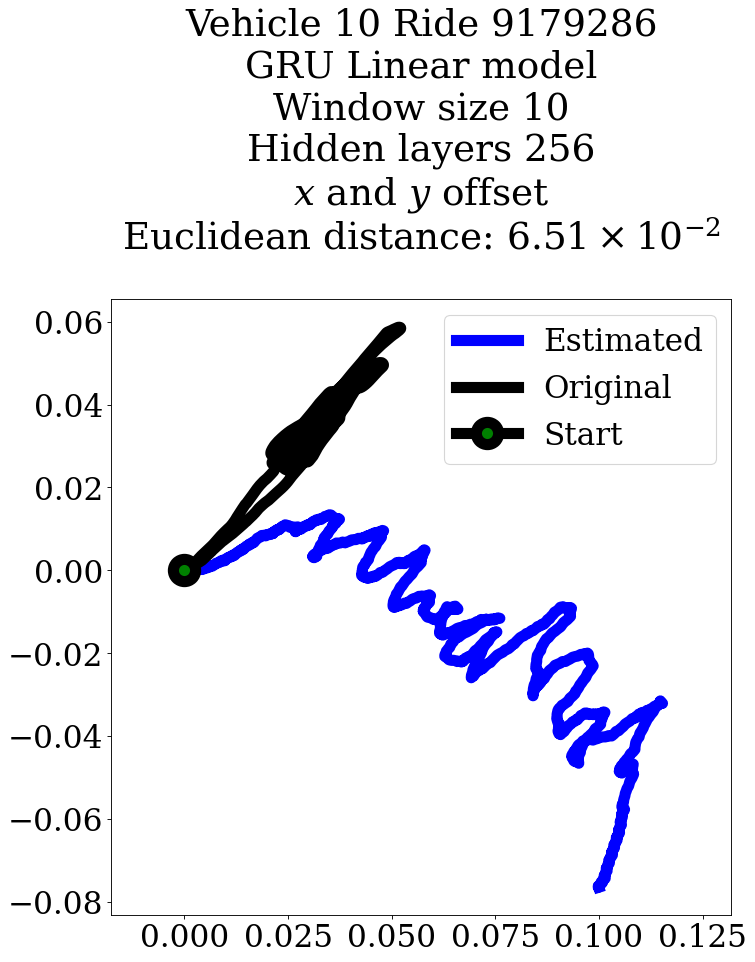 Vehicle 10 Ride 9179286
GRU Linear model
Window size 10
Hidden layers 256
x and y offset
Euclidean distance: 6.51 × 10⁻²
Estimated
Original
Start
0.06
0.04
0.02
0.00
−0.02
−0.04
−0.06
−0.08
0.000 0.025 0.050 0.075 0.100 0.125